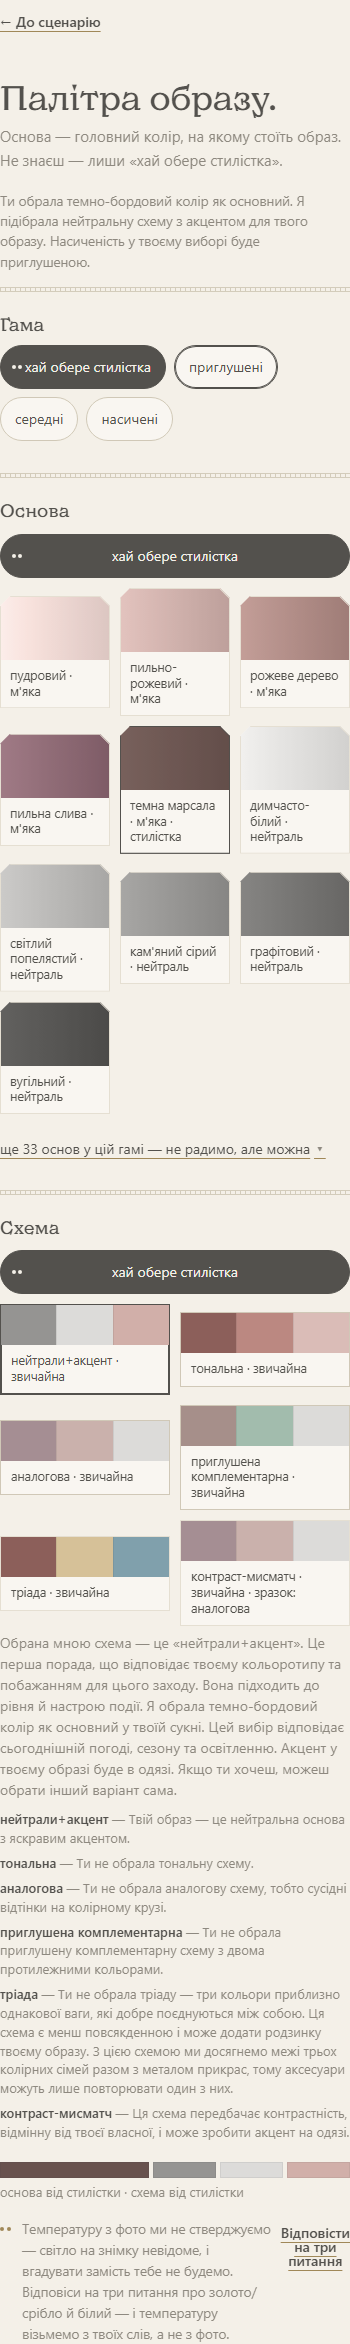 ← До сценарію
Палітра образу.
Основа — головний колір, на якому стоїть образ.
Не знаєш — лиши «хай обере стилістка».
Ти обрала темно-бордовий колір як основний. Я
підібрала нейтральну схему з акцентом для твого
образу. Насиченість у твоєму виборі буде
приглушеною.
Гама
хай обере стилістка
приглушені
середні
насичені
Основа
хай обере стилістка
пудровий ·
м'яка
пильно-
рожевий ·
м'яка
рожеве дерево
· м'яка
пильна слива ·
м'яка
темна марсала
· м'яка ·
стилістка
димчасто-
білий ·
нейтраль
світлий
попелястий ·
нейтраль
кам'яний сірий
· нейтраль
графітовий ·
нейтраль
вугільний ·
нейтраль
ще 33 основ у цій гамі — не радимо, але можна ▾
Схема
хай обере стилістка
нейтрали+акцент ·
звичайна
тональна · звичайна
аналогова · звичайна
приглушена
комплементарна ·
звичайна
тріада · звичайна
контраст-мисматч ·
звичайна · зразок:
аналогова
Обрана мною схема — це «нейтрали+акцент». Це
перша порада, що відповідає твоєму кольоротипу та
побажанням для цього заходу. Вона підходить до
рівня й настрою події. Я обрала темно-бордовий
колір як основний у твоїй сукні. Цей вибір відповідає
сьогоднішній погоді, сезону та освітленню. Акцент у
твоєму образі буде в одязі. Якщо ти хочеш, можеш
обрати інший варіант сама.
нейтрали+акцент — Твій образ — це нейтральна основа
з яскравим акцентом.
тональна — Ти не обрала тональну схему.
аналогова — Ти не обрала аналогову схему, тобто сусідні
відтінки на колірному крузі.
приглушена комплементарна — Ти не обрала
приглушену комплементарну схему з двома
протилежними кольорами.
тріада — Ти не обрала тріаду — три кольори приблизно
однакової ваги, які добре поєднуються між собою. Ця
схема є менш повсякденною і може додати родзинку
твоєму образу. З цією схемою ми досягнемо межі трьох
колірних сімей разом з металом прикрас, тому аксесуари
можуть лише повторювати один з них.
контраст-мисматч — Ця схема передбачає контрастність,
відмінну від твоєї власної, і може зробити акцент на одязі.
основа від стилістки · схема від стилістки
Температуру з фото ми не стверджуємо
— світло на знімку невідоме, і
вгадувати замість тебе не будемо.
Відповіси на три питання про золото/
срібло й білий — і температуру
візьмемо з твоїх слів, а не з фото.
Відповісти
на три
питання